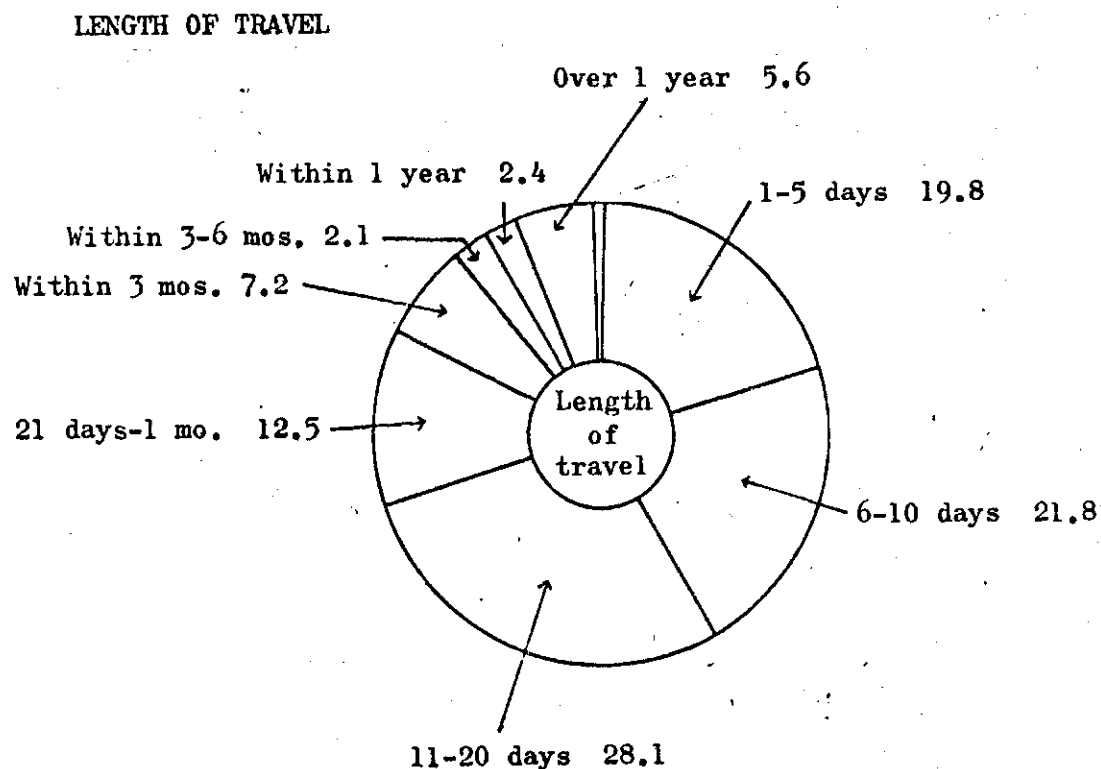 LENGTH OF TRAVEL
Over 1 year 5.6
Within 1 year 2.4
1-5 days 19.8
Within 3-6 mos. 2.1
Within 3 mos. 7.2
Length
of
travel
21 days-1 mo. 12.5
6-10 days 21.8
11-20 days 28.1